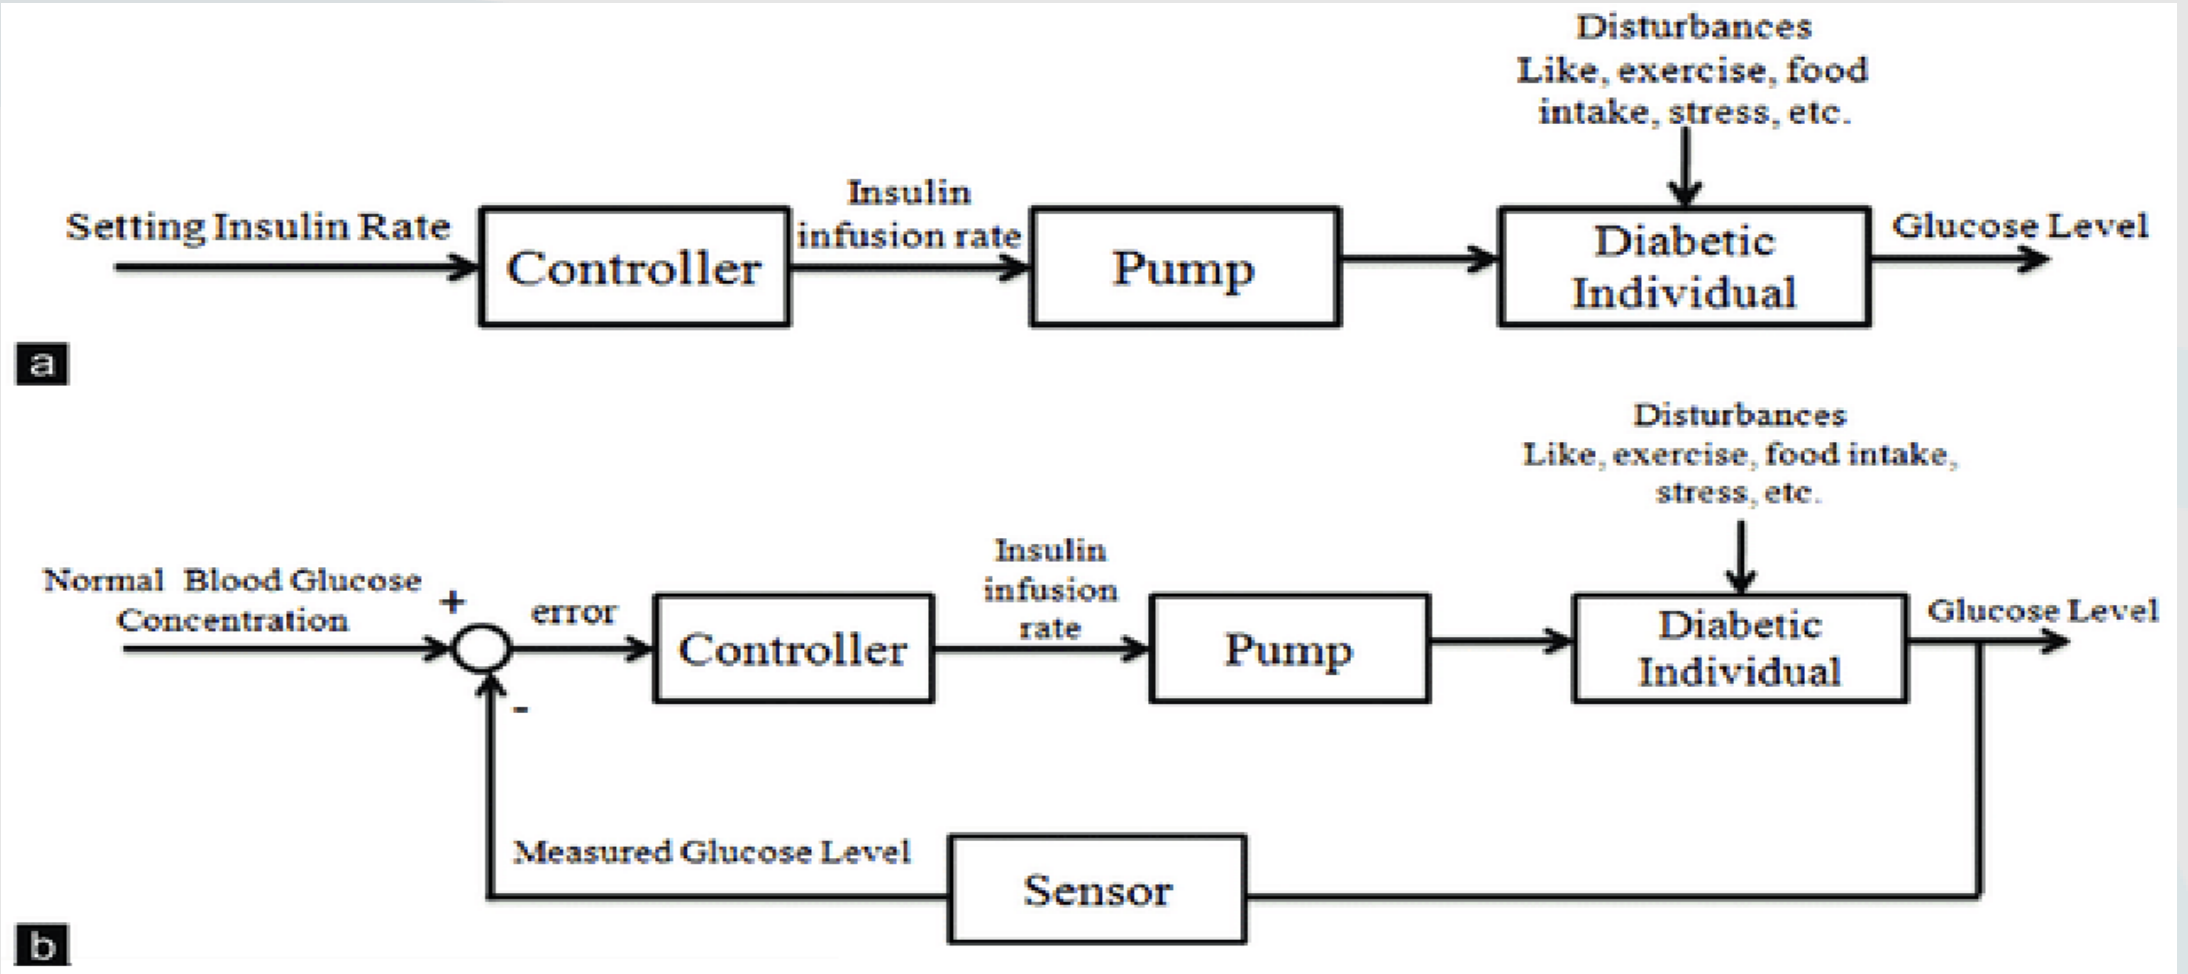 Disturbances
Like, exercise, food
intake, stress, etc.
Setting Insulin Rate
Controller
Insulin
infusion rate
Pump
Diabetic
Individual
Glucose Level
a
Disturbances
Like, exercise, food intake,
stress, etc.
Normal Blood Glucose
Concentration
+
-
error
Controller
Insulin
infusion
rate
Pump
Diabetic
Individual
Glucose Level
Measured Glucose Level
Sensor
b